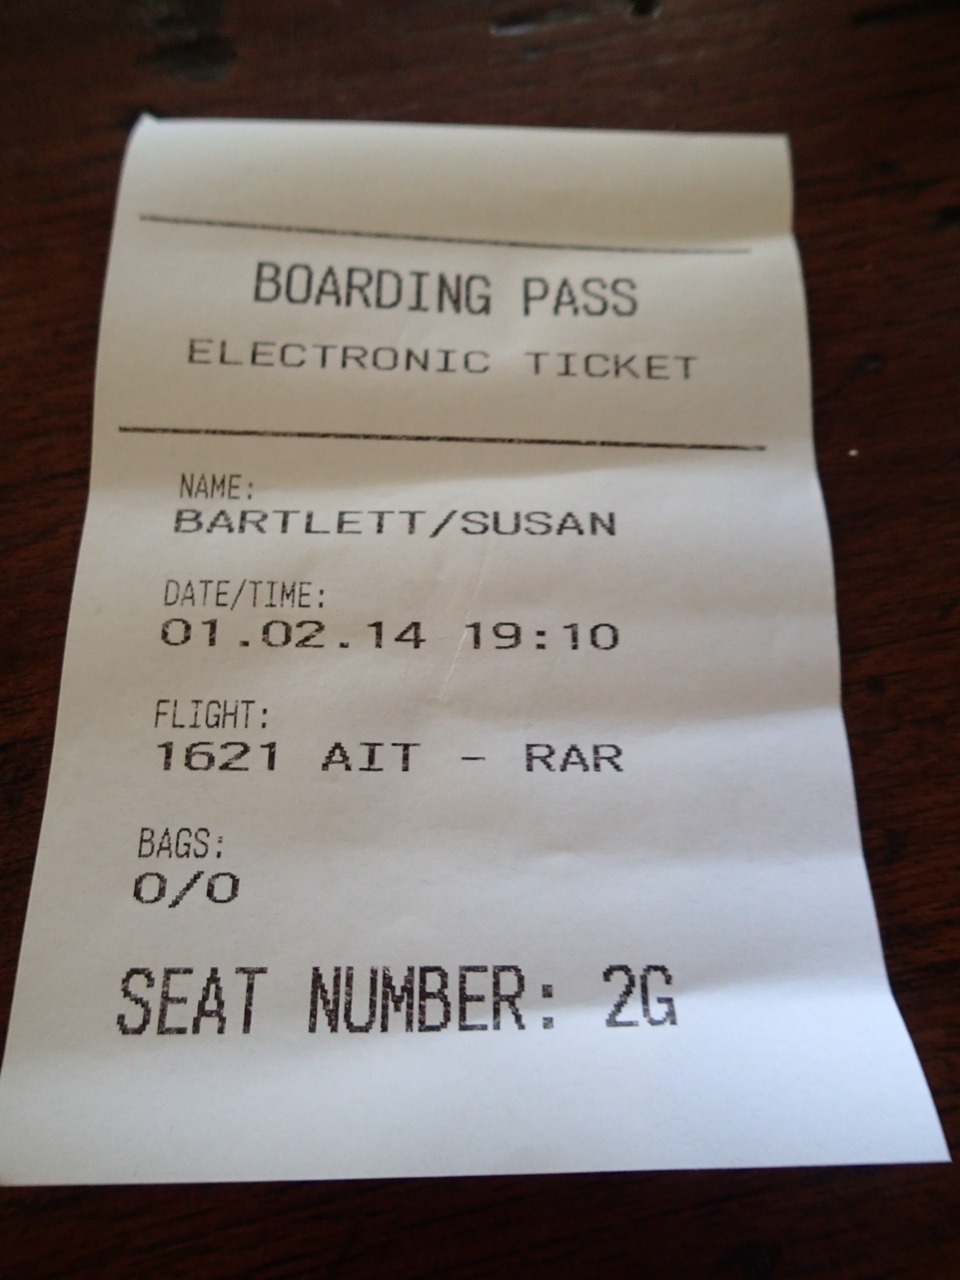 BOARDING PASS
ELECTRONIC TICKET
NAME:
BARTLETT/SUSAN
DATE/TIME:
01.02.14 19:10
FLIGHT:
1621 AIT - RAR
BAGS:
0/0
SEAT NUMBER: 2G